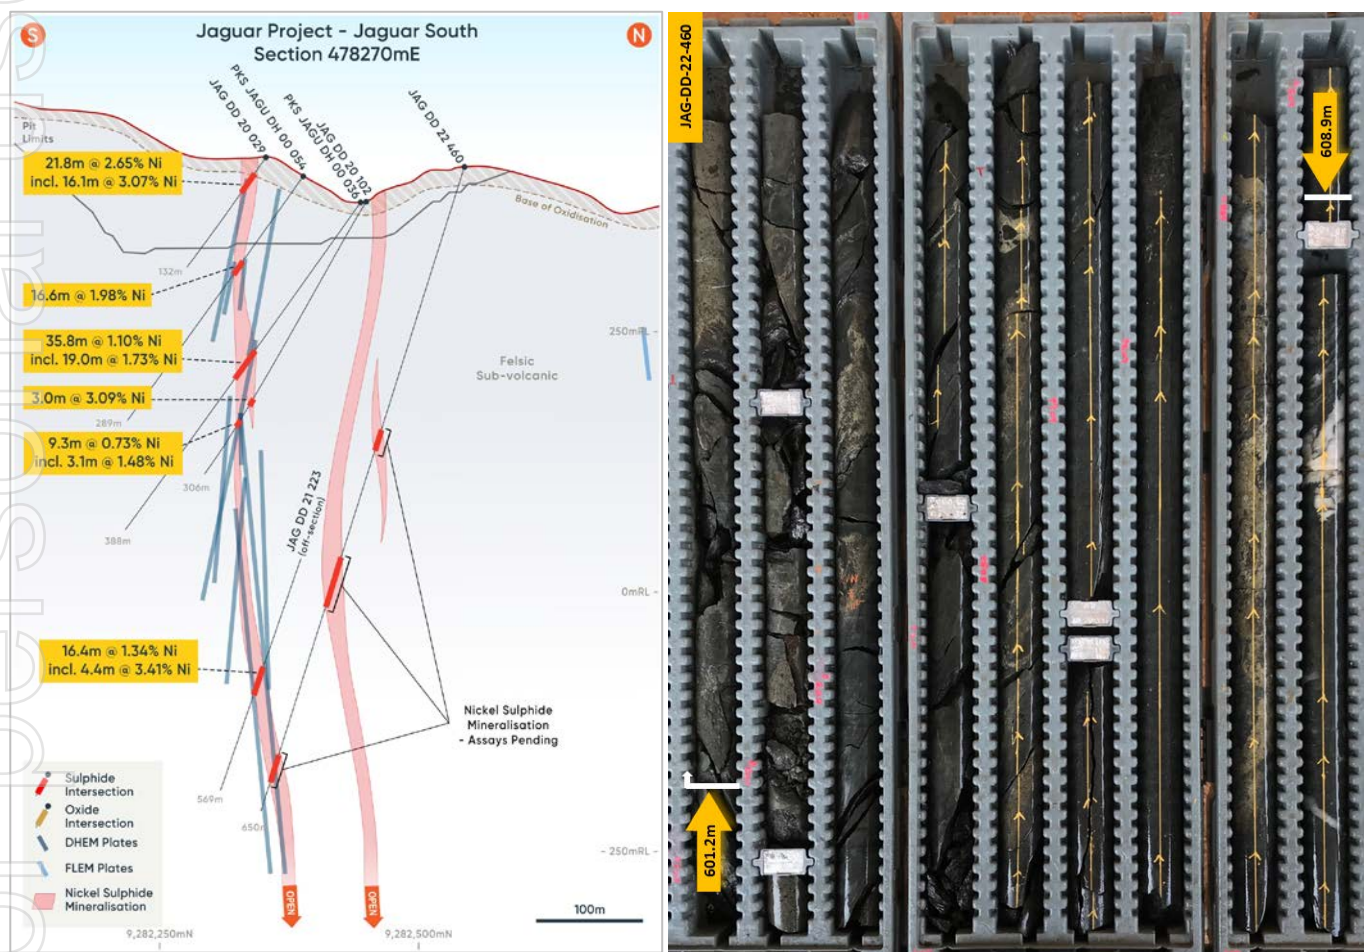 S
Jaguar Project - Jaguar South
Section 478270mE
N
JAG DD 20 029
PKS JAGU DH 00 054
PKS JAGU DH 00 036
JAG DD 20 102
JAG DD 22 460
Pit
Limits
Base of Oxidisation
21.8m @ 2.65% Ni
incl. 16.1m @ 3.07% Ni
132m
16.6m @ 1.98% Ni
35.8m @ 1.10% Ni
incl. 19.0m @ 1.73% Ni
250mRL
Felsic
Sub-volcanic
3.0m @ 3.09% Ni
289m
9.3m @ 0.73% Ni
incl. 3.1m @ 1.48% Ni
306m
388m
JAG DD 21 223
(off-section)
0mRL
16.4m @ 1.34% Ni
incl. 4.4m @ 3.41% Ni
Nickel Sulphide
Mineralisation
- Assays Pending
569m
650m
- 250mRL
Sulphide
Intersection
Oxide
Intersection
DHEM Plates
FLEM Plates
Nickel Sulphide
Mineralisation
OPEN
OPEN
100m
9,282,250mN
9,282,500mN
JAG-DD-22-460
601.2m
608.9m